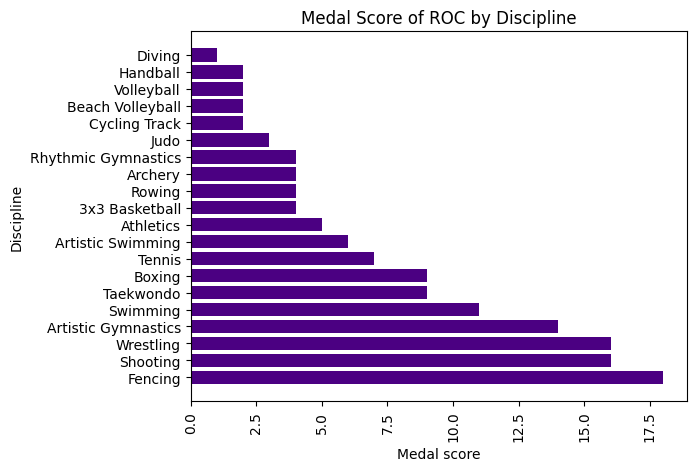 Medal Score of ROC by Discipline
Diving
Handball
Volleyball
Beach Volleyball
Cycling Track
Judo
Rhythmic Gymnastics
Archery
Rowing
3x3 Basketball
Athletics
Artistic Swimming
Tennis
Boxing
Taekwondo
Swimming
Artistic Gymnastics
Wrestling
Shooting
Fencing
Discipline
0.0
2.5
5.0
7.5
10.0
12.5
15.0
17.5
Medal score